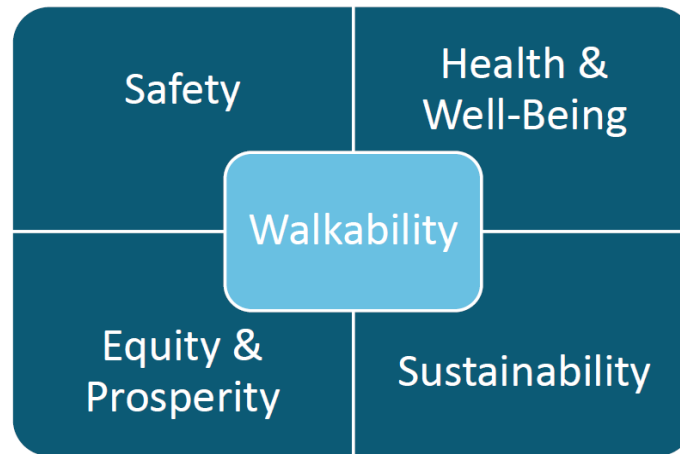 Safety
Health &
Well-Being
Walkability
Equity &
Prosperity
Sustainability